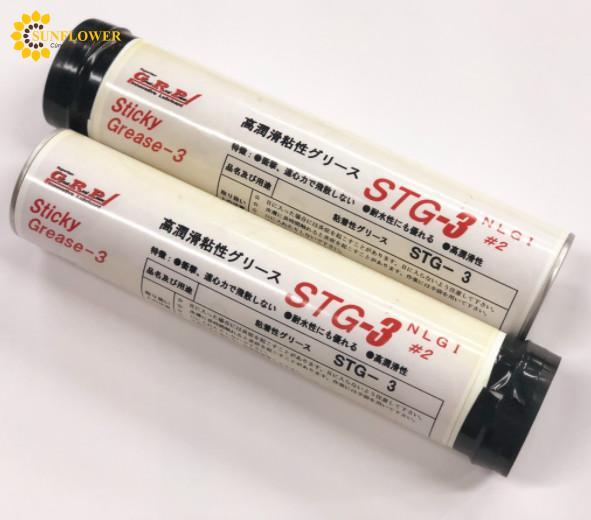 SUNFLOWER
G.R.P.
Sticky
Grease-3
高潤滑粘性グリース
特徴：●衝撃、遠心力で飛散しない ●耐水性にも優れる ●高潤滑性
STG-3
NLGI
#2
品名及び用途
粘着性グリース
STG－ 3
G.R.P.
Sticky
Grease-3
高潤滑粘性グリース
特徴：●衝撃、遠心力で飛散しない ●耐水性にも優れる ●高潤滑性
STG-3
NLGI
#2
品名及び用途
粘着性グリース
STG－ 3